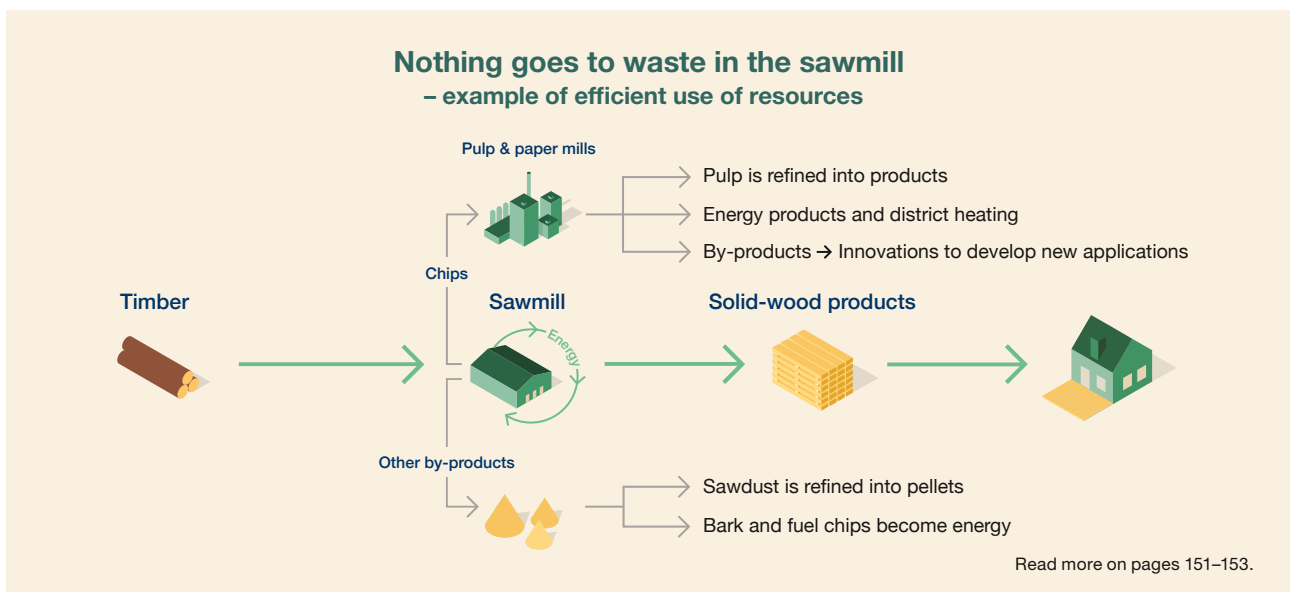 Nothing goes to waste in the sawmill
– example of efficient use of resources
Pulp & paper mills
Pulp is refined into products
Energy products and district heating
By-products → Innovations to develop new applications
Chips
Timber
Sawmill
Solid-wood products
Energy
Other by-products
Sawdust is refined into pellets
Bark and fuel chips become energy
Read more on pages 151–153.